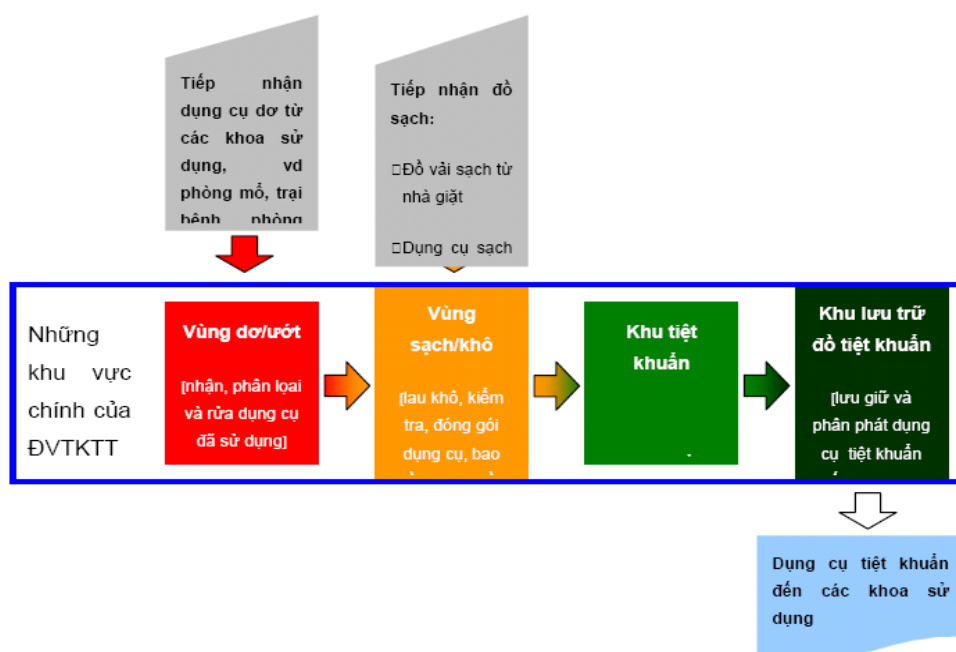 Tiếp nhận
dụng cụ dơ từ
các khoa sử
dụng, vd
phòng mổ, trại
bệnh phòng
Tiếp nhận đồ
sạch:
□Đồ vải sạch từ
nhà giặt
□Dụng cụ sạch
Những
khu vực
chính của
ĐVTKTT
Vùng dơ/ướt
[nhận, phân lọai
và rửa dụng cụ
đã sử dụng]
Vùng
sạch/khô
[lau khô, kiểm
tra, đóng gói
dụng cụ, bao
Khu tiệt
khuẩn
Khu lưu trữ
đồ tiệt khuẩn
[lưu giữ và
phân phát dụng
cụ tiệt khuẩn
Dụng cụ tiệt khuẩn
đến các khoa sử
dụng